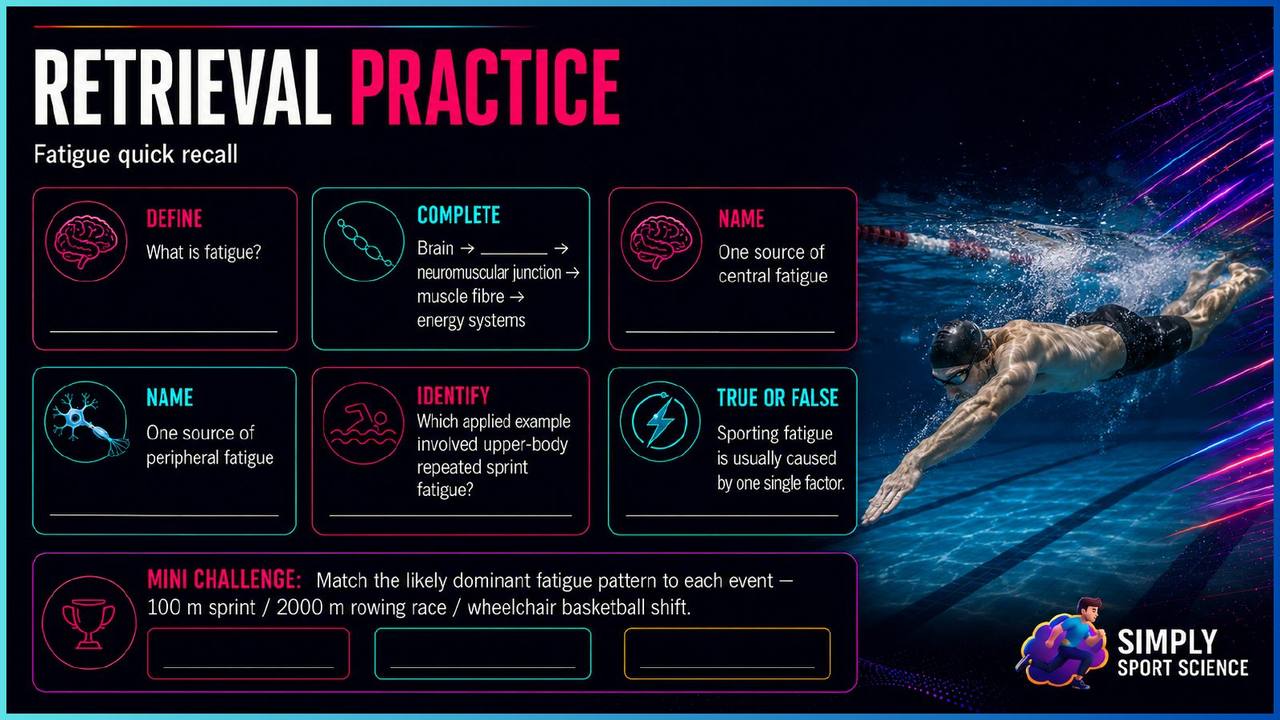 RETRIEVAL PRACTICE
Fatigue quick recall
DEFINE
What is fatigue?
COMPLETE
Brain → ________ →
neuromuscular junction →
muscle fibre →
energy systems
NAME
One source of
central fatigue
NAME
One source of
peripheral fatigue
IDENTIFY
Which applied example
involved upper-body
repeated sprint
fatigue?
TRUE OR FALSE
Sporting fatigue
is usually caused
by one single factor.
MINI CHALLENGE: Match the likely dominant fatigue pattern to each event –
100 m sprint / 2000 m rowing race / wheelchair basketball shift.
SIMPLY
SPORT SCIENCE